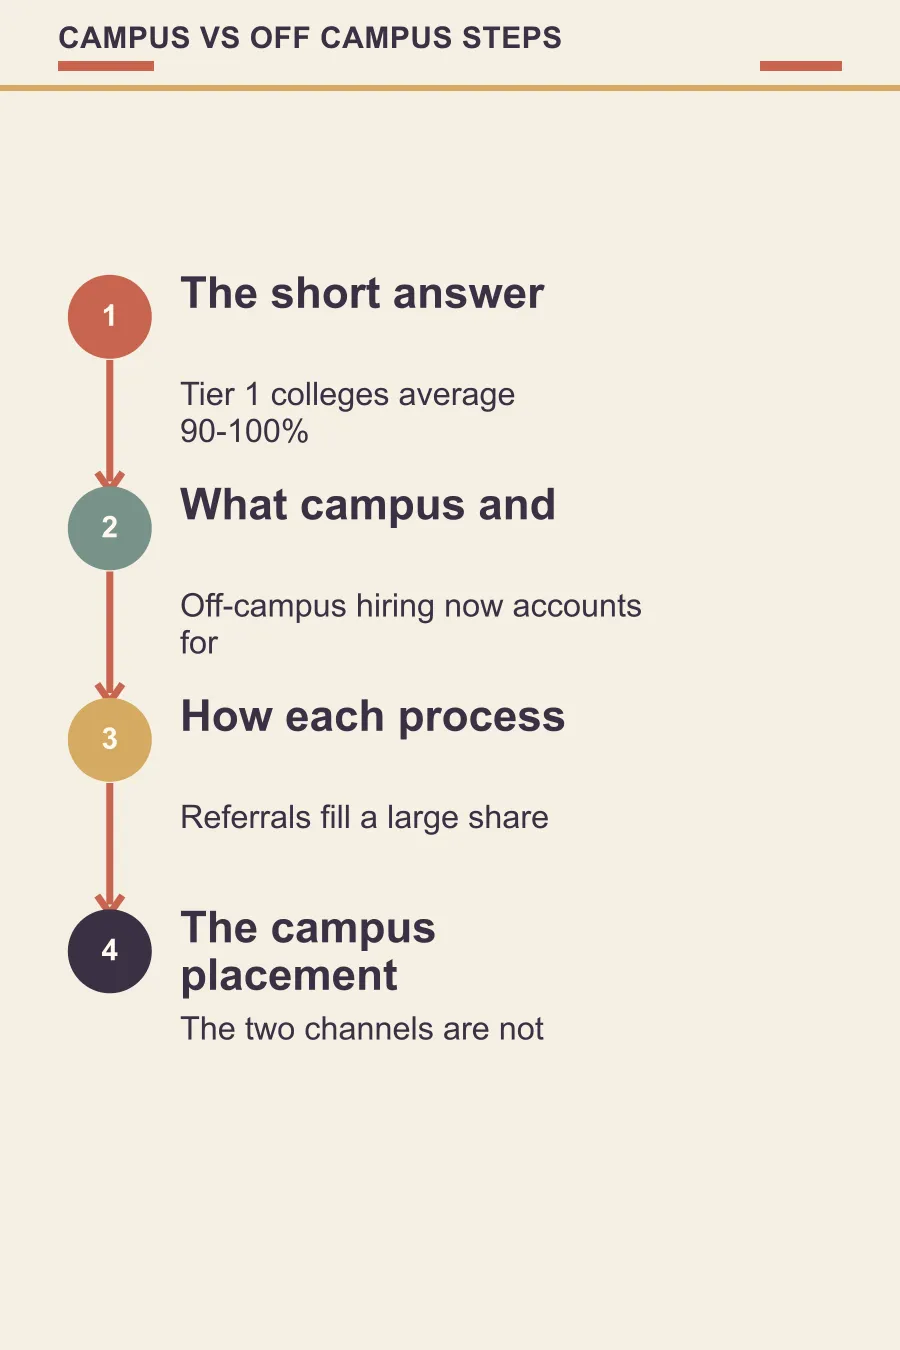 CAMPUS VS OFF CAMPUS STEPS
1
The short answer
Tier 1 colleges average
90-100%
2
What campus and
Off-campus hiring now accounts
for
3
How each process
Referrals fill a large share
4
The campus
placement
The two channels are not